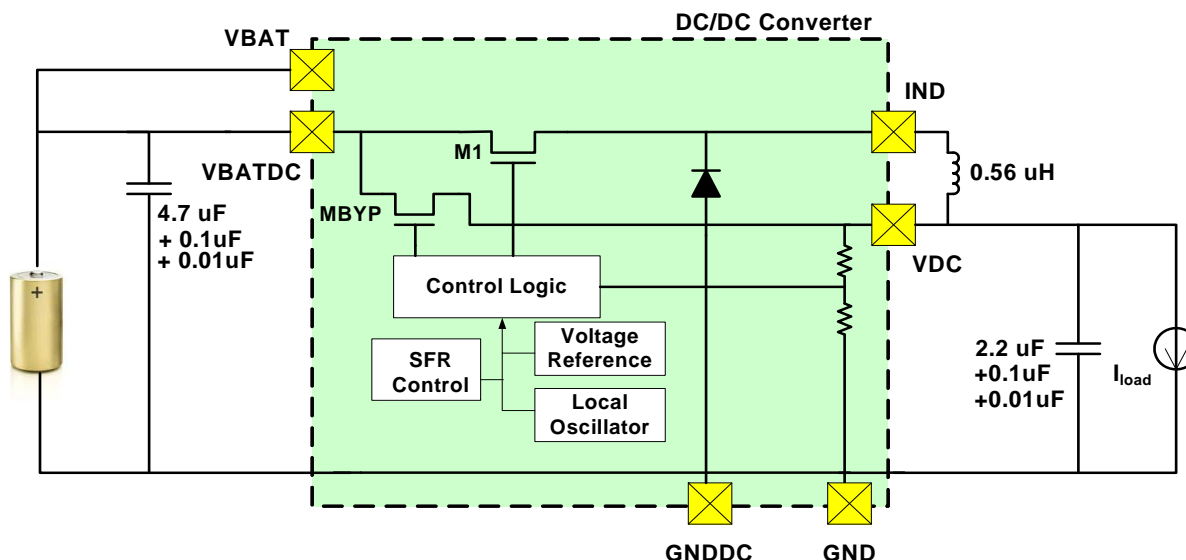 DC/DC Converter
VBAT
VBATDC
IND
M1
0.56 uH
4.7 uF
+ 0.1uF
+ 0.01uF
MBYP
VDC
+
Control Logic
Voltage
Reference
SFR
Control
Local
Oscillator
2.2 uF
+0.1uF
+0.01uF
Iload
GNDDC
GND